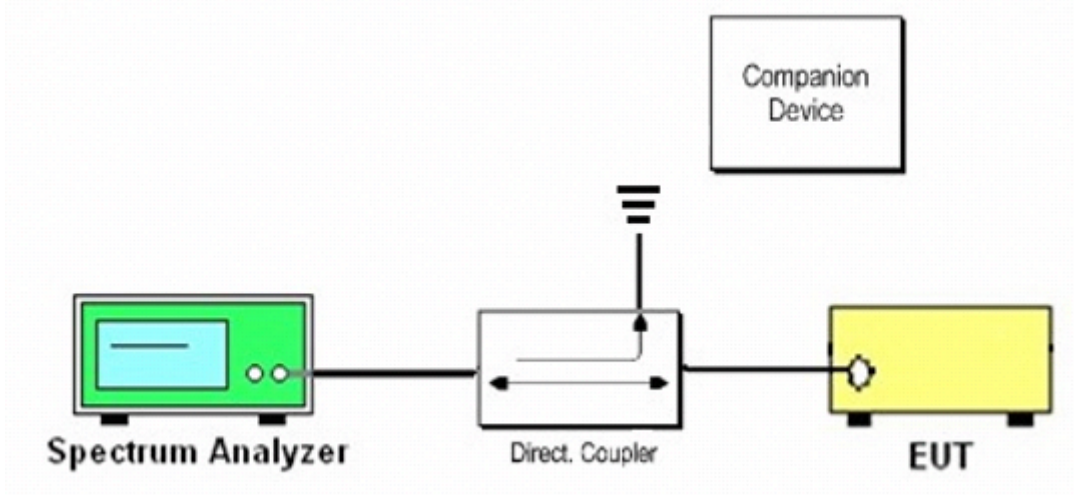 Companion
Device
Spectrum Analyzer
Direct. Coupler
EUT